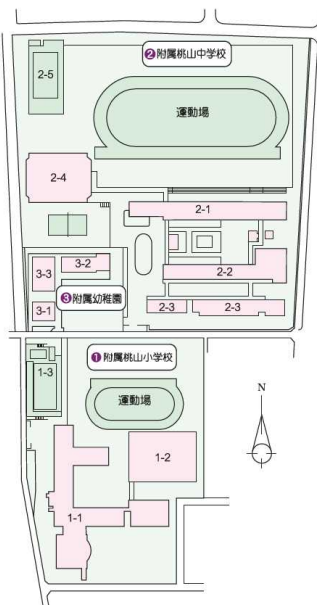 ❷附属桃山中学校
2-5
運動場
2-4
2-1
3-2
3-3
2-2
❸附属幼稚園
3-1
2-3
2-3
❶附属桃山小学校
1-3
運動場
N
1-2
1-1